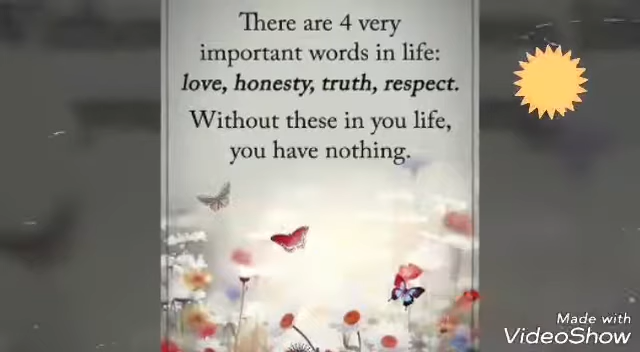 There are 4 very
important words in life:
love, honesty, truth, respect.
Without these in you life,
you have nothing.
Made with
VideoShow